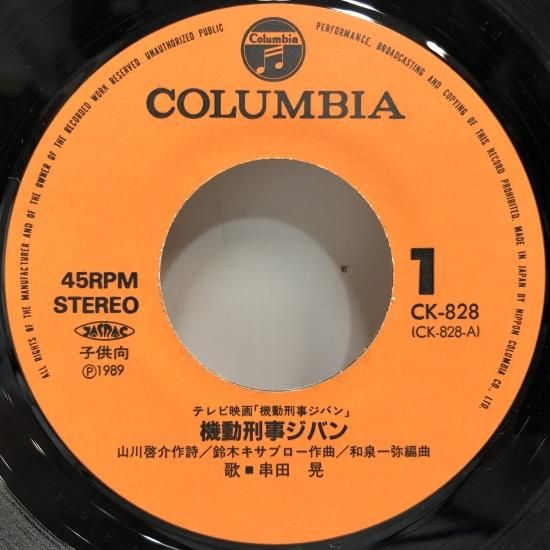 ALL RIGHTS OF THE MANUFACTURER AND OF THE OWNER OF THE RECORDED WORK RESERVED. UNAUTHORIZED PUBLIC PERFORMANCE, BROADCASTING AND COPYING OF THIS RECORD PROHIBITED. MADE IN JAPAN BY NIPPON COLUMBIA CO., LTD.
Columbia
COLUMBIA
45RPM
STEREO
JASRAC
子供向
Ⓟ1989
1
CK-828
(CK-828-A)
テレビ映画「機動刑事ジバン」
機動刑事ジバン
山川啓介作詩／鈴木キサブロー作曲／和泉一弥編曲
歌■串田 晃